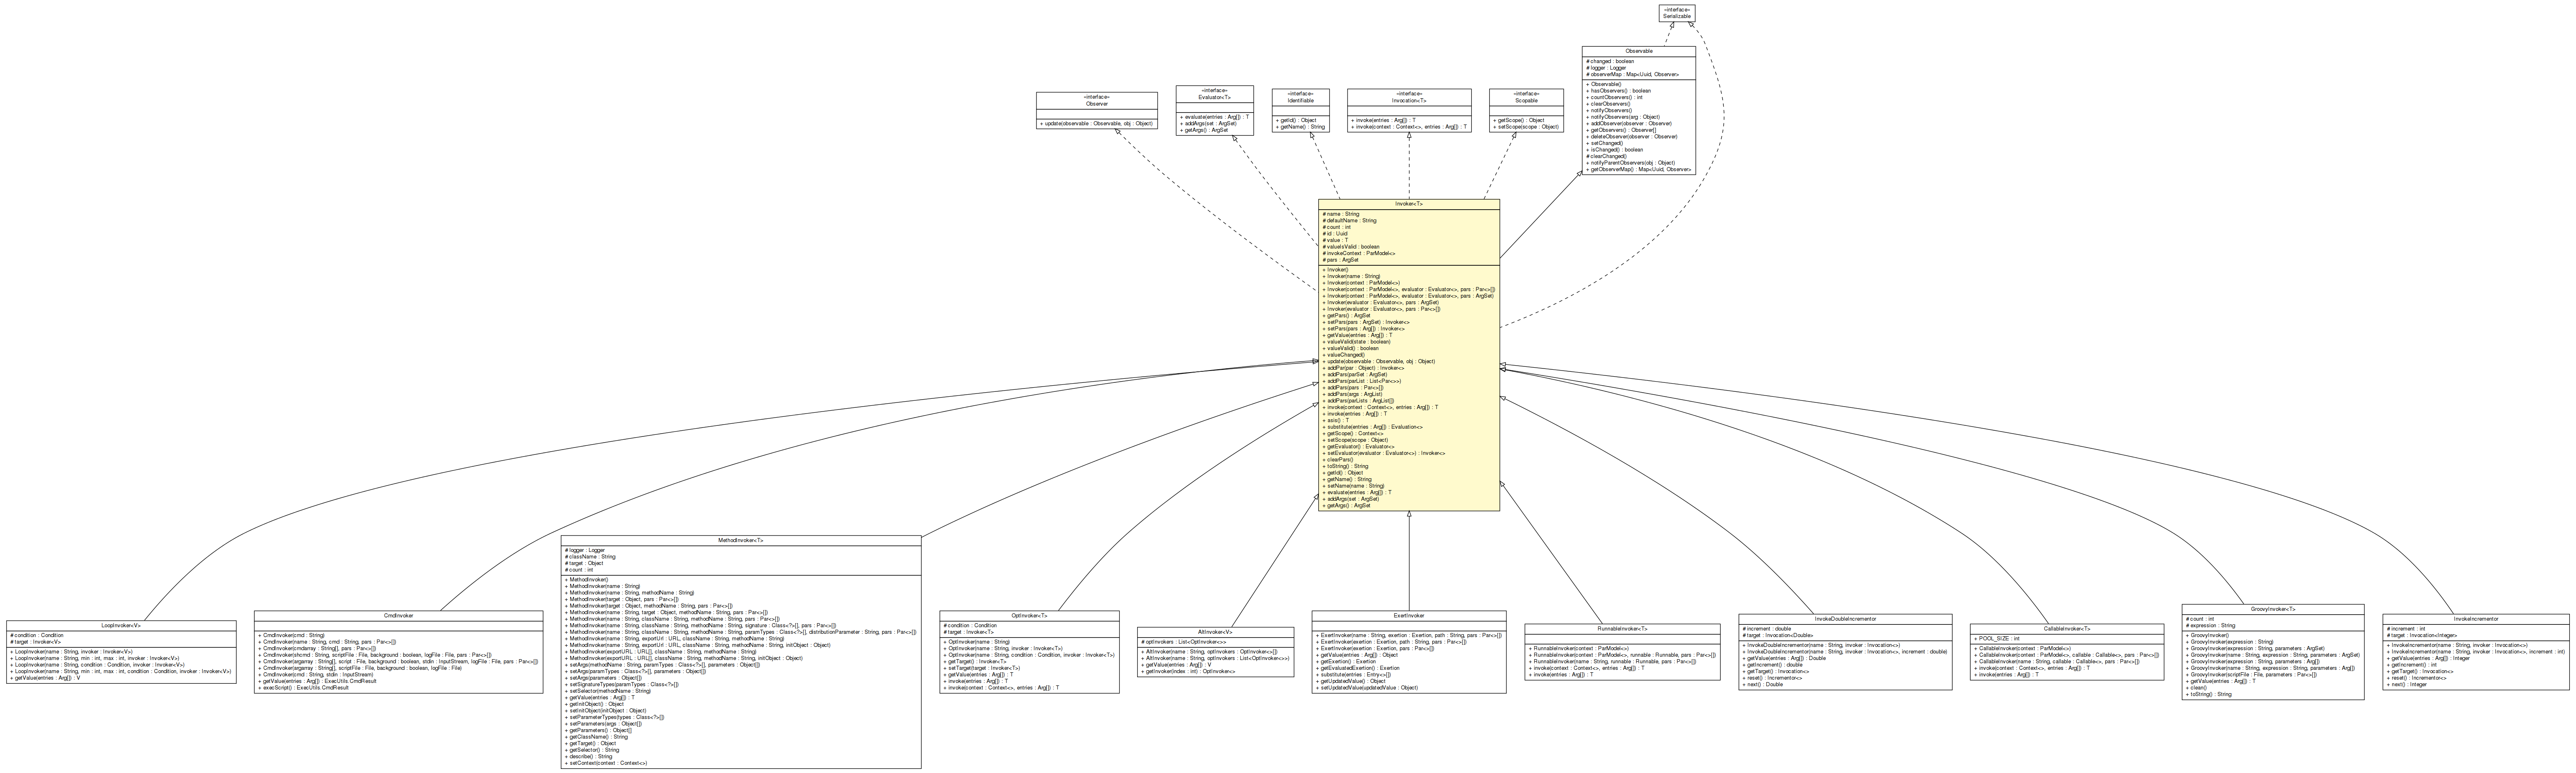 «interface»
Serializable
Observable
# changed : boolean
# logger : Logger
# observerMap : Map<Uuid, Observer>
+ Observable()
+ hasObservers() : boolean
+ countObservers() : int
+ clearObservers()
+ notifyObservers()
+ notifyObservers(arg : Object)
+ addObserver(observer : Observer)
+ getObservers() : Observer[]
+ deleteObserver(observer : Observer)
+ setChanged()
+ isChanged() : boolean
# clearChanged()
+ notifyParentObservers(obj : Object)
+ getObserverMap() : Map<Uuid, Observer>
«interface»
Observer
+ update(observable : Observable, obj : Object)
«interface»
Evaluator<T>
+ evaluate(entries : Arg[]) : T
+ addArgs(set : ArgSet)
+ getArgs() : ArgSet
«interface»
Identifiable
+ getId() : Object
+ getName() : String
«interface»
Invocation<T>
+ invoke(entries : Arg[]) : T
+ invoke(context : Context<>, entries : Arg[]) : T
«interface»
Scopable
+ getScope() : Object
+ setScope(scope : Object)
Invoker<T>
# name : String
# defaultName : String
# count : int
# id : Uuid
# value : T
# valueIsValid : boolean
# invokeContext : ParModel<>
# pars : ArgSet
+ Invoker()
+ Invoker(name : String)
+ Invoker(context : ParModel<>)
+ Invoker(context : ParModel<>, evaluator : Evaluator<>, pars : Par<>[])
+ Invoker(context : ParModel<>, evaluator : Evaluator<>, pars : ArgSet)
+ Invoker(evaluator : Evaluator<>, pars : ArgSet)
+ Invoker(evaluator : Evaluator<>, pars : Par<>[])
+ getPars() : ArgSet
+ setPars(pars : ArgSet) : Invoker<>
+ setPars(pars : Arg[]) : Invoker<>
+ getValue(entries : Arg[]) : T
+ valueValid(state : boolean)
+ valueValid() : boolean
+ valueChanged()
+ update(observable : Observable, obj : Object)
+ addPar(par : Object) : Invoker<>
+ addPars(parSet : ArgSet)
+ addPars(parList : List<Par<>>)
+ addPars(pars : Par<>[])
+ addPars(args : ArgList)
+ addPars(parLists : ArgList[])
+ invoke(context : Context<>, entries : Arg[]) : T
+ invoke(entries : Arg[]) : T
+ asis() : T
+ substitute(entries : Arg[]) : Evaluation<>
+ getScope() : Context<>
+ setScope(scope : Object)
+ getEvaluator() : Evaluator<>
+ setEvaluator(evaluator : Evaluator<>) : Invoker<>
+ clearPars()
+ toString() : String
+ getId() : Object
+ getName() : String
+ setName(name : String)
+ evaluate(entries : Arg[]) : T
+ addArgs(set : ArgSet)
+ getArgs() : ArgSet
LoopInvoker<V>
# condition : Condition
# target : Invoker<V>
+ LoopInvoker(name : String, invoker : Invoker<V>)
+ LoopInvoker(name : String, min : int, max : int, invoker : Invoker<V>)
+ LoopInvoker(name : String, condition : Condition, invoker : Invoker<V>)
+ LoopInvoker(name : String, min : int, max : int, condition : Condition, invoker : Invoker<V>)
+ getValue(entries : Arg[]) : V
CmdInvoker
+ CmdInvoker(cmd : String)
+ CmdInvoker(name : String, cmd : String, pars : Par<>[])
+ CmdInvoker(cmdarray : String[], pars : Par<>[])
+ CmdInvoker(shcmd : String, scriptFile : File, background : boolean, logFile : File, pars : Par<>[])
+ CmdInvoker(argarray : String[], script : File, background : boolean, stdin : InputStream, logFile : File, pars : Par<>[])
+ CmdInvoker(argarray : String[], scriptFile : File, background : boolean, logFile : File)
+ CmdInvoker(cmd : String, stdin : InputStream)
+ getValue(entries : Arg[]) : ExecUtils.CmdResult
+ execScript() : ExecUtils.CmdResult
MethodInvoker<T>
# logger : Logger
# className : String
# target : Object
# count : int
+ MethodInvoker()
+ MethodInvoker(name : String)
+ MethodInvoker(name : String, methodName : String)
+ MethodInvoker(target : Object, pars : Par<>[])
+ MethodInvoker(target : Object, methodName : String, pars : Par<>[])
+ MethodInvoker(name : String, target : Object, methodName : String, pars : Par<>[])
+ MethodInvoker(name : String, className : String, methodName : String, pars : Par<>[])
+ MethodInvoker(name : String, className : String, methodName : String, signature : Class<?>[], pars : Par<>[])
+ MethodInvoker(name : String, className : String, methodName : String, paramTypes : Class<?>[], distributionParameter : String, pars : Par<>[])
+ MethodInvoker(name : String, exportUrl : URL, className : String, methodName : String)
+ MethodInvoker(name : String, exportUrl : URL, className : String, methodName : String, initObject : Object)
+ MethodInvoker(exportURL : URL[], className : String, methodName : String)
+ MethodInvoker(exportURL : URL[], className : String, methodName : String, initObject : Object)
+ setArgs(methodName : String, paramTypes : Class<?>[], parameters : Object[])
+ setArgs(paramTypes : Class<?>[], parameters : Object[])
+ setArgs(parameters : Object[])
+ setSignatureTypes(paramTypes : Class<?>[])
+ setSelector(methodName : String)
+ getValue(entries : Arg[]) : T
+ getInitObject() : Object
+ setInitObject(initObject : Object)
+ setParameterTypes(types : Class<?>[])
+ setParameters(args : Object[])
+ getParameters() : Object[]
+ getClassName() : String
+ getTarget() : Object
+ getSelector() : String
+ describe() : String
+ setContext(context : Context<>)
OptInvoker<T>
# condition : Condition
# target : Invoker<T>
+ OptInvoker(name : String)
+ OptInvoker(name : String, invoker : Invoker<T>)
+ OptInvoker(name : String, condition : Condition, invoker : Invoker<T>)
+ getTarget() : Invoker<T>
+ setTarget(target : Invoker<T>)
+ getValue(entries : Arg[]) : T
+ invoke(entries : Arg[]) : T
+ invoke(context : Context<>, entries : Arg[]) : T
AltInvoker<V>
# optInvokers : List<OptInvoker<>>
+ AltInvoker(name : String, optInvokers : OptInvoker<>[])
+ AltInvoker(name : String, optInvokers : List<OptInvoker<>>)
+ getValue(entries : Arg[]) : V
+ getInvoker(index : int) : OptInvoker<>
ExertInvoker
+ ExertInvoker(name : String, exertion : Exertion, path : String, pars : Par<>[])
+ ExertInvoker(exertion : Exertion, path : String, pars : Par<>[])
+ ExertInvoker(exertion : Exertion, pars : Par<>[])
+ getValue(entries : Arg[]) : Object
+ getExertion() : Exertion
+ getEvaluatedExertion() : Exertion
+ substitute(entries : Entry<>[])
+ getUpdatedValue() : Object
+ setUpdatedValue(updatedValue : Object)
RunnableInvoker<T>
+ RunnableInvoker(context : ParModel<>)
+ RunnableInvoker(context : ParModel<>, runnable : Runnable, pars : Par<>[])
+ RunnableInvoker(name : String, runnable : Runnable, pars : Par<>[])
+ invoke(context : Context<>, entries : Arg[]) : T
+ invoke(entries : Arg[]) : T
InvokeDoubleIncrementor
# increment : double
# target : Invocation<Double>
+ InvokeDoubleIncrementor(name : String, invoker : Invocation<>)
+ InvokeDoubleIncrementor(name : String, invoker : Invocation<>, increment : double)
+ getValue(entries : Arg[]) : Double
+ getIncrement() : double
+ getTarget() : Invocation<>
+ reset() : Incrementor<>
+ next() : Double
CallableInvoker<T>
+ POOL_SIZE : int
+ CallableInvoker(context : ParModel<>)
+ CallableInvoker(context : ParModel<>, callable : Callable<>, pars : Par<>[])
+ CallableInvoker(name : String, callable : Callable<>, pars : Par<>[])
+ invoke(context : Context<>, entries : Arg[]) : T
+ invoke(entries : Arg[]) : T
GroovyInvoker<T>
# count : int
# expression : String
+ GroovyInvoker()
+ GroovyInvoker(expression : String)
+ GroovyInvoker(expression : String, parameters : ArgSet)
+ GroovyInvoker(name : String, expression : String, parameters : ArgSet)
+ GroovyInvoker(expression : String, parameters : Arg[])
+ GroovyInvoker(name : String, expression : String, parameters : Arg[])
+ GroovyInvoker(scriptFile : File, parameters : Par<>[])
+ getValue(entries : Arg[]) : T
+ clean()
+ toString() : String
InvokeIncrementor
# increment : int
# target : Invocation<Integer>
+ InvokeIncrementor(name : String, invoker : Invocation<>)
+ InvokeIncrementor(name : String, invoker : Invocation<>, increment : int)
+ getValue(entries : Arg[]) : Integer
+ getIncrement() : int
+ getTarget() : Invocation<>
+ reset() : Incrementor<>
+ next() : Integer